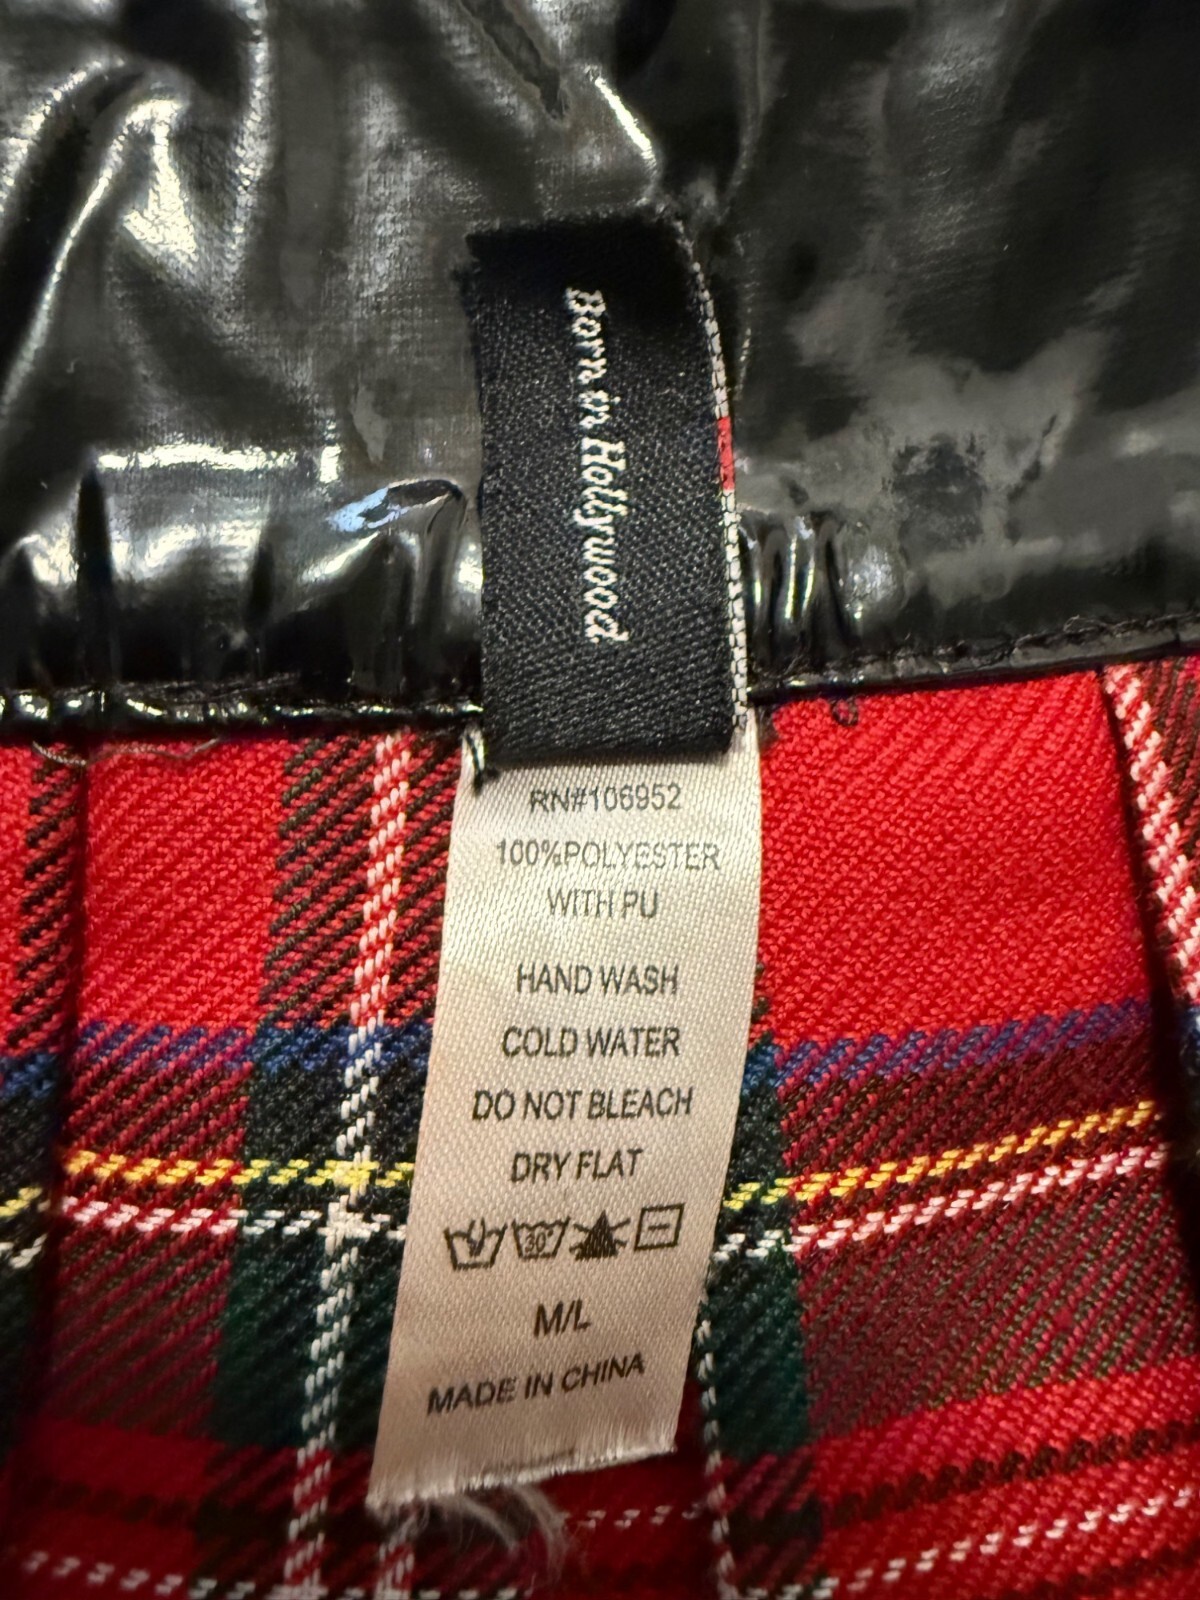 Born in Hollywood
RN#106952
100%POLYESTER
WITH PU
HAND WASH
COLD WATER
DO NOT BLEACH
DRY FLAT
30°
M/L
MADE IN CHINA